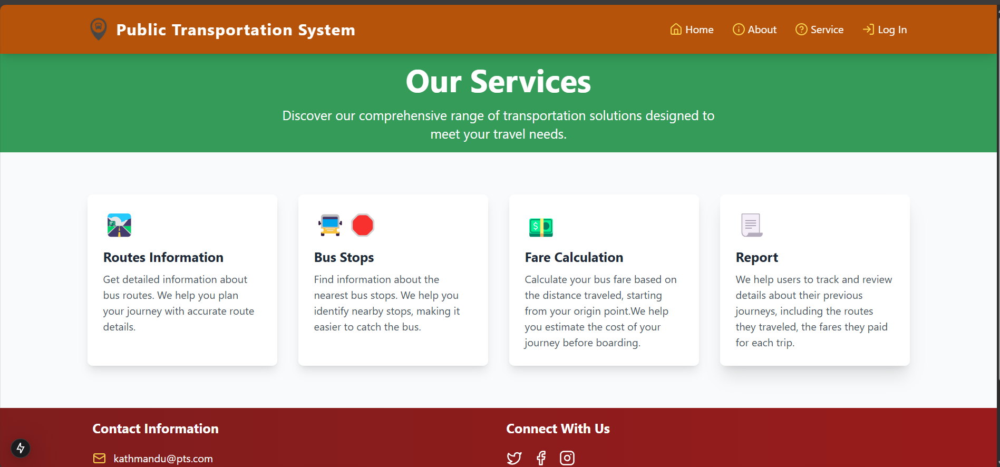 Public Transportation System
Home
About
Service
Log In
Our Services
Discover our comprehensive range of transportation solutions designed to
meet your travel needs.
Routes Information
Get detailed information about
bus routes. We help you plan
your journey with accurate route
details.
Bus Stops
Find information about the
nearest bus stops. We help you
identify nearby stops, making it
easier to catch the bus.
Fare Calculation
Calculate your bus fare based on
the distance traveled, starting
from your origin point.We help
you estimate the cost of your
journey before boarding.
Report
We help users to track and review
details about their previous
journeys, including the routes
they traveled, the fares they paid
for each trip.
Contact Information
kathmandu@pts.com
Connect With Us